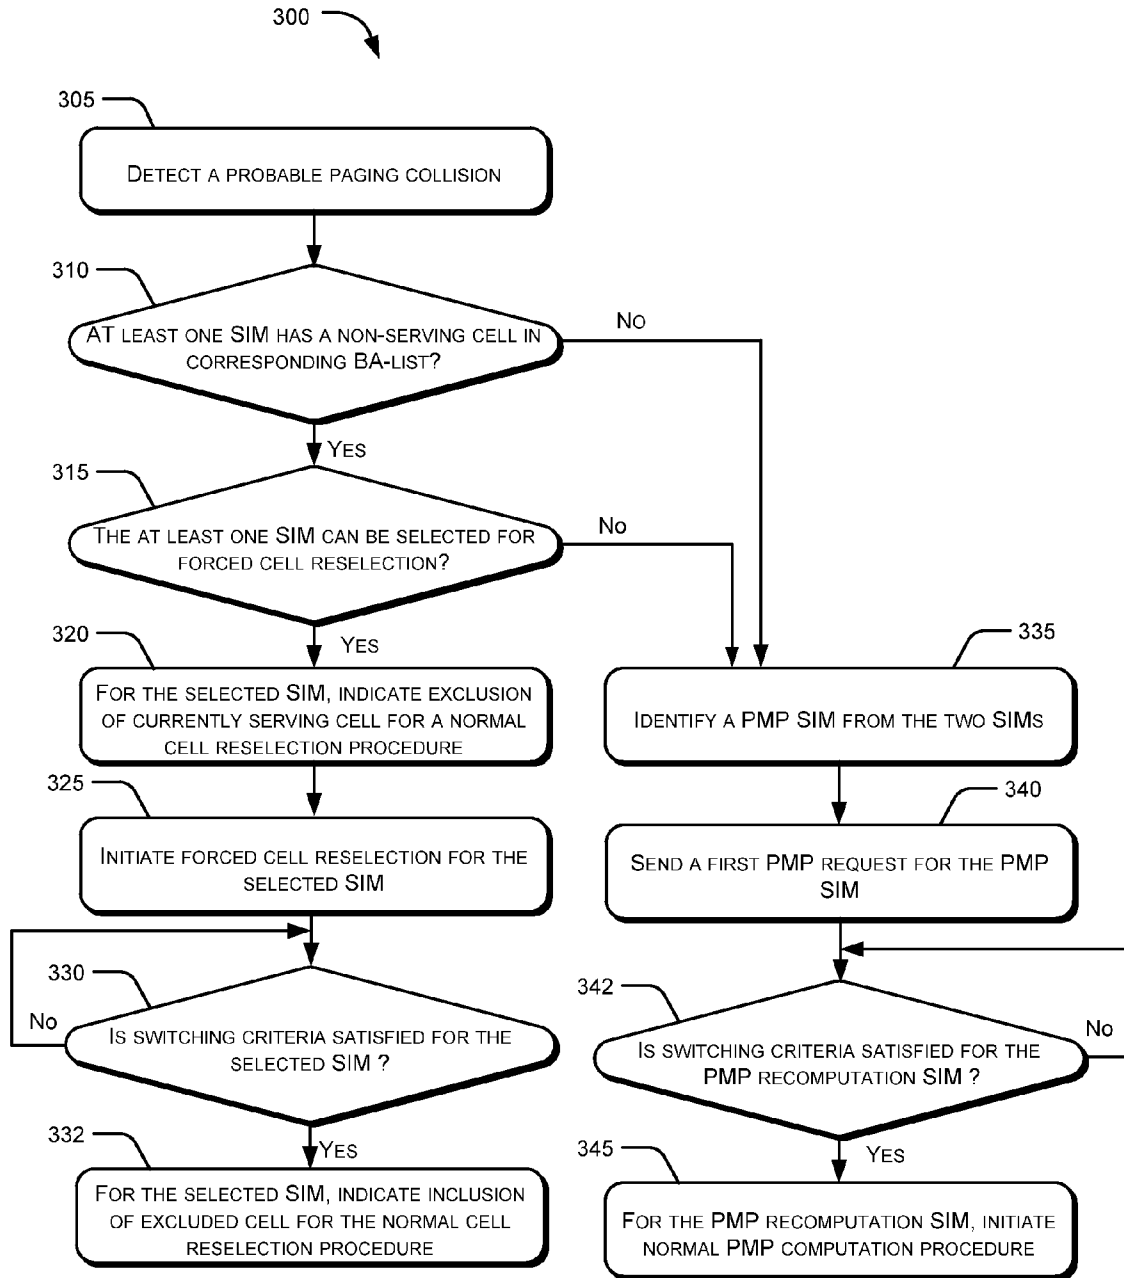 300
305
DETECT A PROBABLE PAGING COLLISION
310
AT LEAST ONE SIM HAS A NON-SERVING CELL IN
CORRESPONDING BA-LIST?
NO
YES
315
THE AT LEAST ONE SIM CAN BE SELECTED FOR
FORCED CELL RESELECTION?
NO
YES
320
FOR THE SELECTED SIM, INDICATE EXCLUSION
OF CURRENTLY SERVING CELL FOR A NORMAL
CELL RESELECTION PROCEDURE
325
INITIATE FORCED CELL RESELECTION FOR THE
SELECTED SIM
330
NO
IS SWITCHING CRITERIA SATISFIED FOR THE
SELECTED SIM ?
YES
332
FOR THE SELECTED SIM, INDICATE INCLUSION
OF EXCLUDED CELL FOR THE NORMAL CELL
RESELECTION PROCEDURE
335
IDENTIFY A PMP SIM FROM THE TWO SIMS
340
SEND A FIRST PMP REQUEST FOR THE PMP
SIM
342
NO
IS SWITCHING CRITERIA SATISFIED FOR THE
PMP RECOMPUTATION SIM ?
YES
345
FOR THE PMP RECOMPUTATION SIM, INITIATE
NORMAL PMP COMPUTATION PROCEDURE